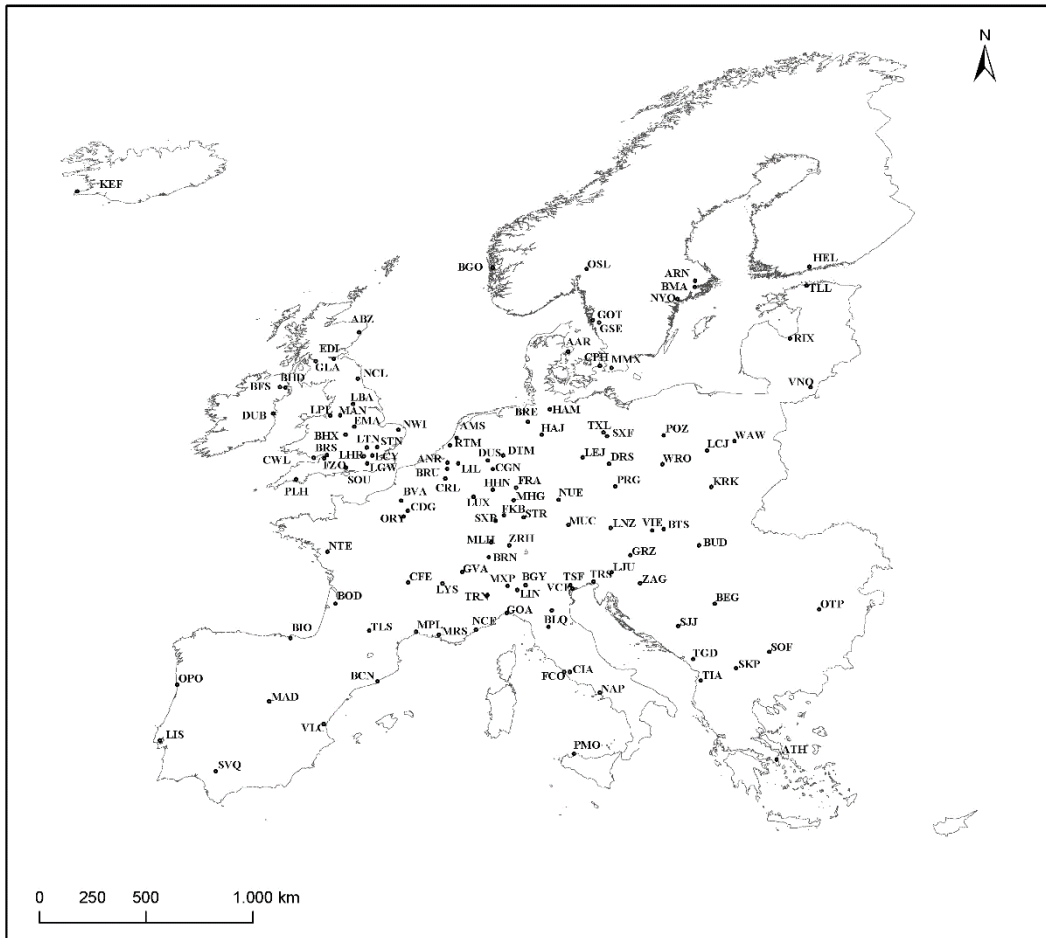 N
KEF
BGO
OSL
HEL
ARN
BMA
NYO
TLL
GOT
GSE
ABZ
RIX
AAR
EDI
GLA
CPH
MMX
NCL
BFS
BHD
VNO
LBA
DUB
LPL
MAN
BRE
HAM
EMA
NWI
AMS
BHX
LTN
STN
RTM
HAJ
TXL
SXF
POZ
WAW
LCJ
CWL
BRS
LHR
LCY
ANR
DUS
DTM
LEJ
DRS
WRO
FZO
LGW
BRU
LIL
CGN
SOU
PLH
CRL
HHN
FRA
PRG
KRK
BVA
LUX
MHG
NUE
CDG
ORY
SXB
FKB
STR
MUC
LNZ
VIE
BTS
NTE
MLH
ZRH
BUD
BRN
GRZ
GVA
LJU
CFE
LYS
MXP
BGY
TSF
TRS
ZAG
LIN
VCE
TRN
BOD
GOA
BEG
OTP
BLQ
TLS
MPL
MRS
NCE
SJJ
BIO
SOF
TGD
SKP
OPO
BCN
FCO
CIA
TIA
MAD
NAP
VLC
LIS
PMO
ATH
SVQ
0 250 500 1.000 km